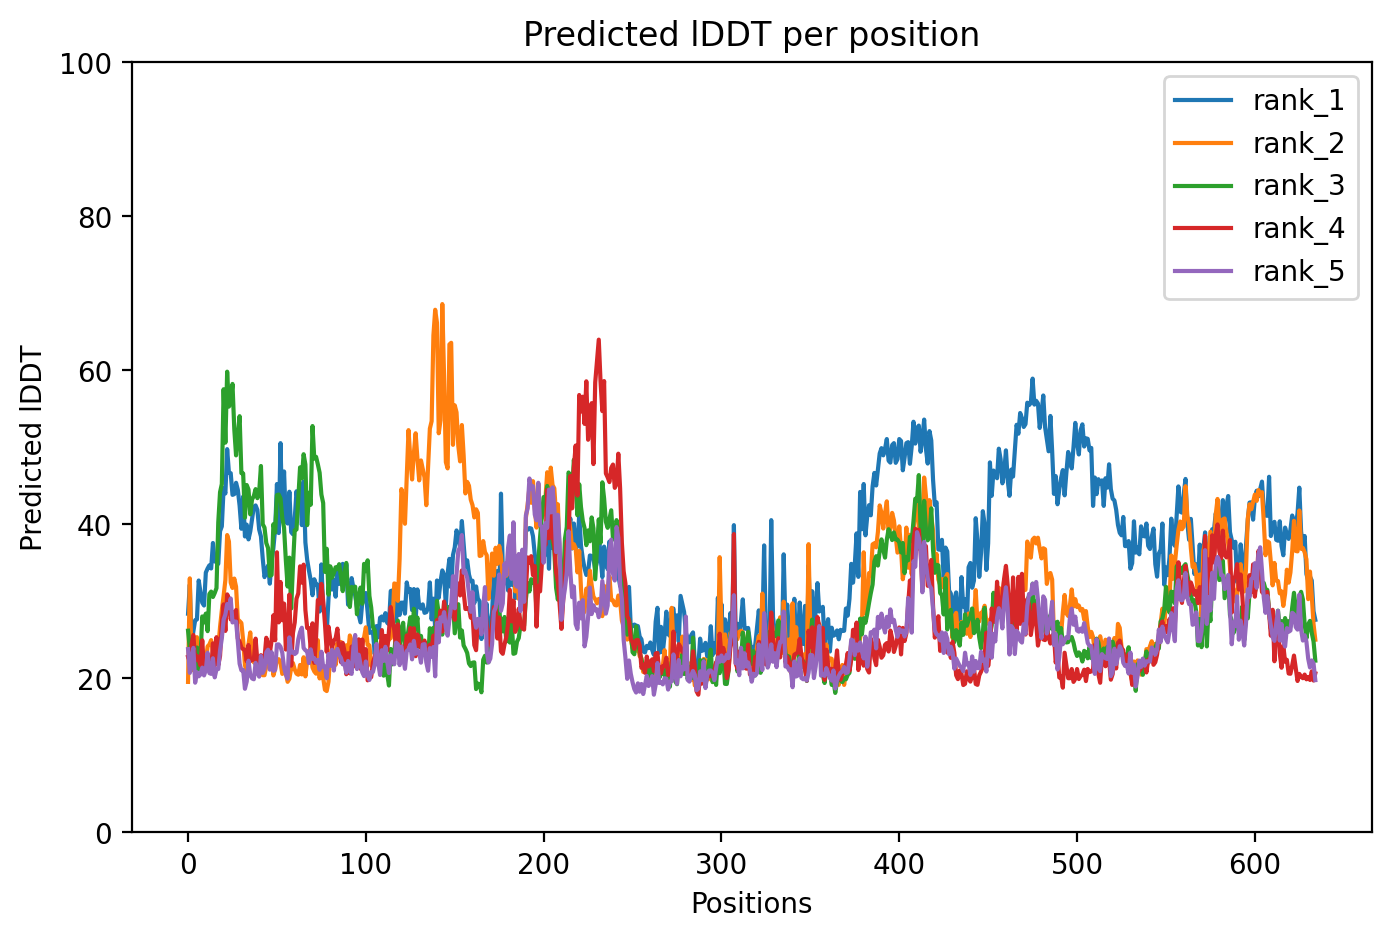 Predicted lDDT per position
100
80
60
40
20
0
Predicted lDDT
0 100 200 300 400 500 600
Positions
rank_1
rank_2
rank_3
rank_4
rank_5